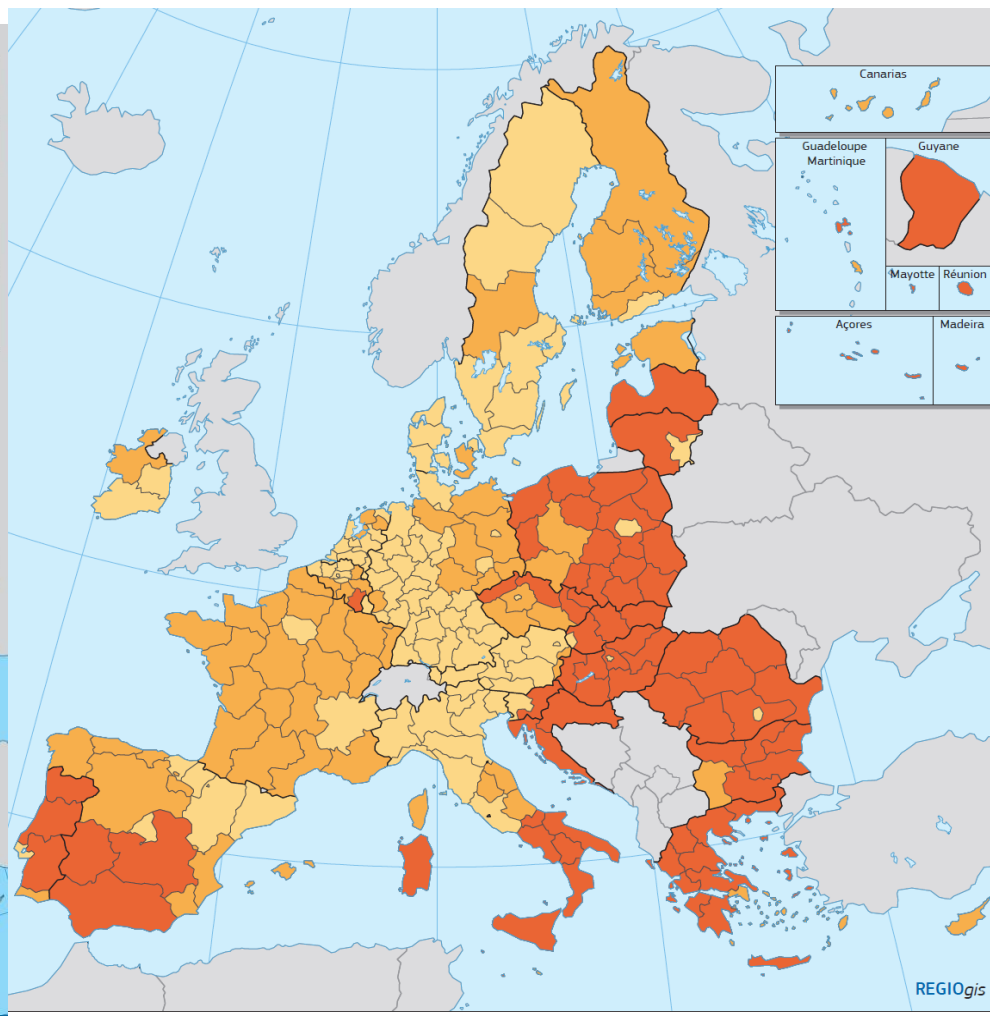 Canarias
Guadeloupe
Martinique
Guyane
Mayotte
Réunion
Açores
Madeira
REGIOgis